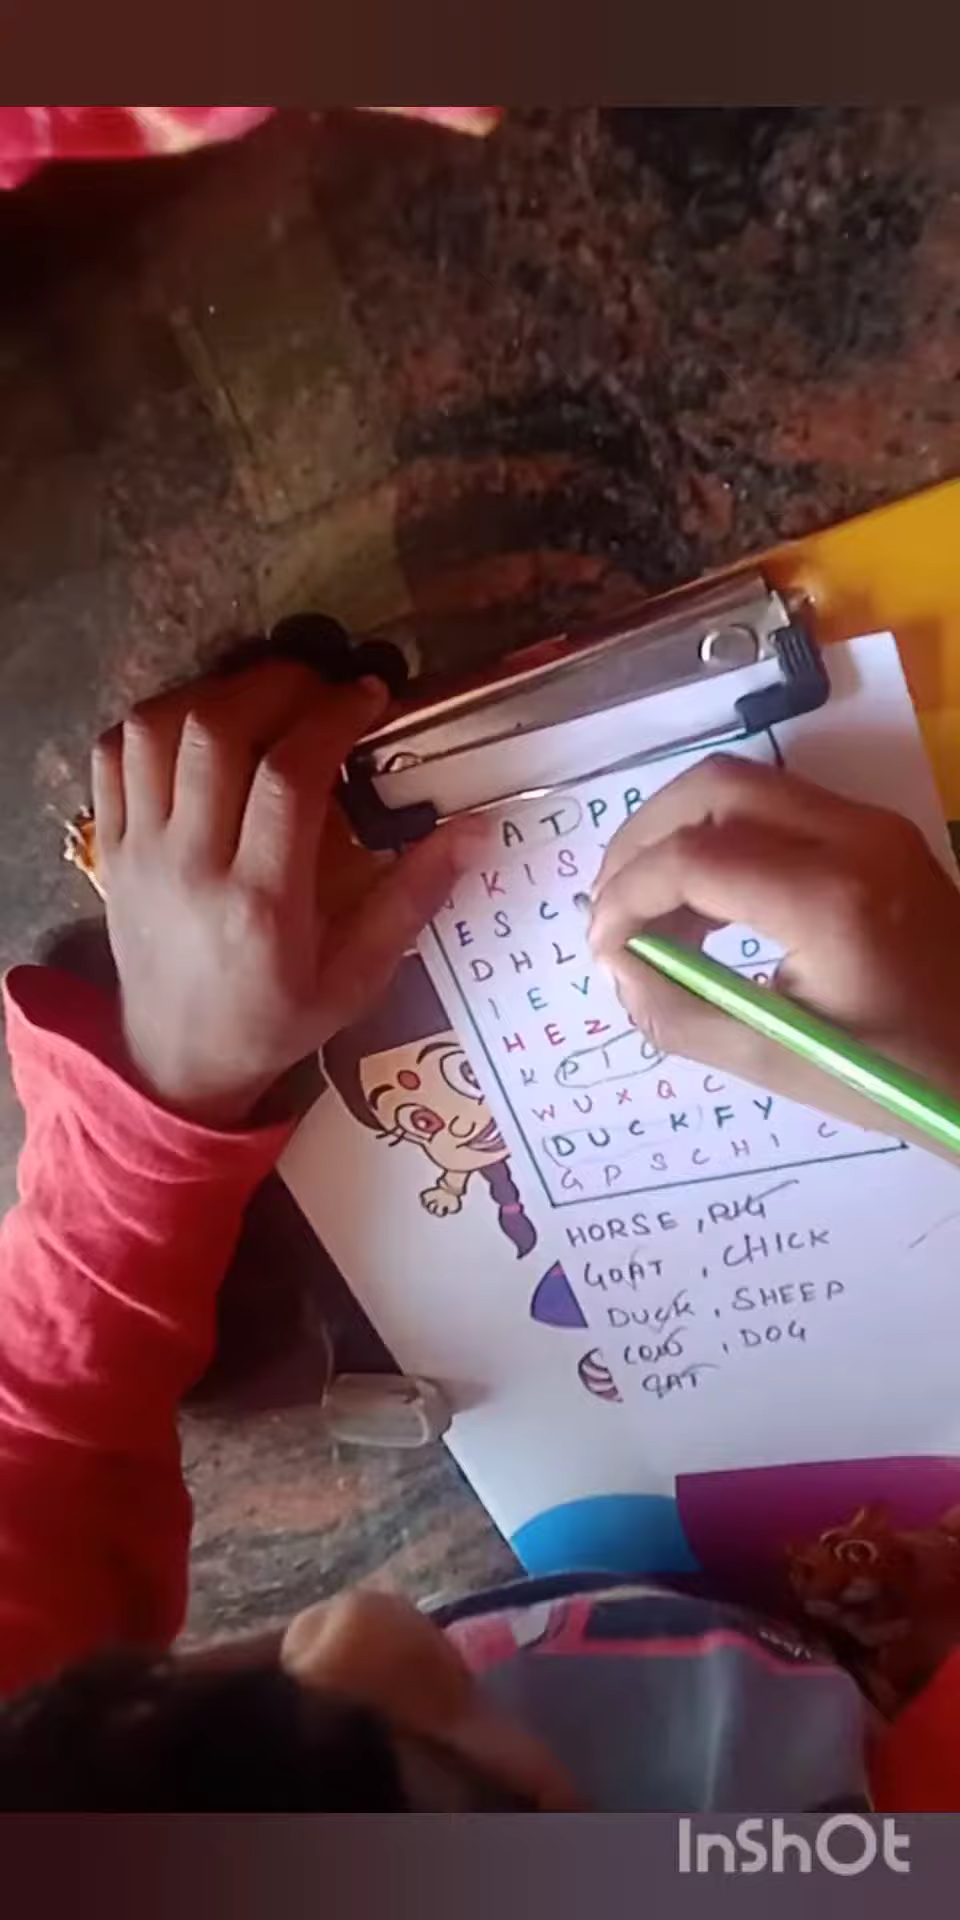 A T P B
K I S
E S C
D H L
O
I E V
H E Z
K P I G
W U X Q C
D U C K F Y
G P S C H I C
HORSE, PIG
GOAT, CHICK
DUCK, SHEEP
COW, DOG
CAT
InShOt